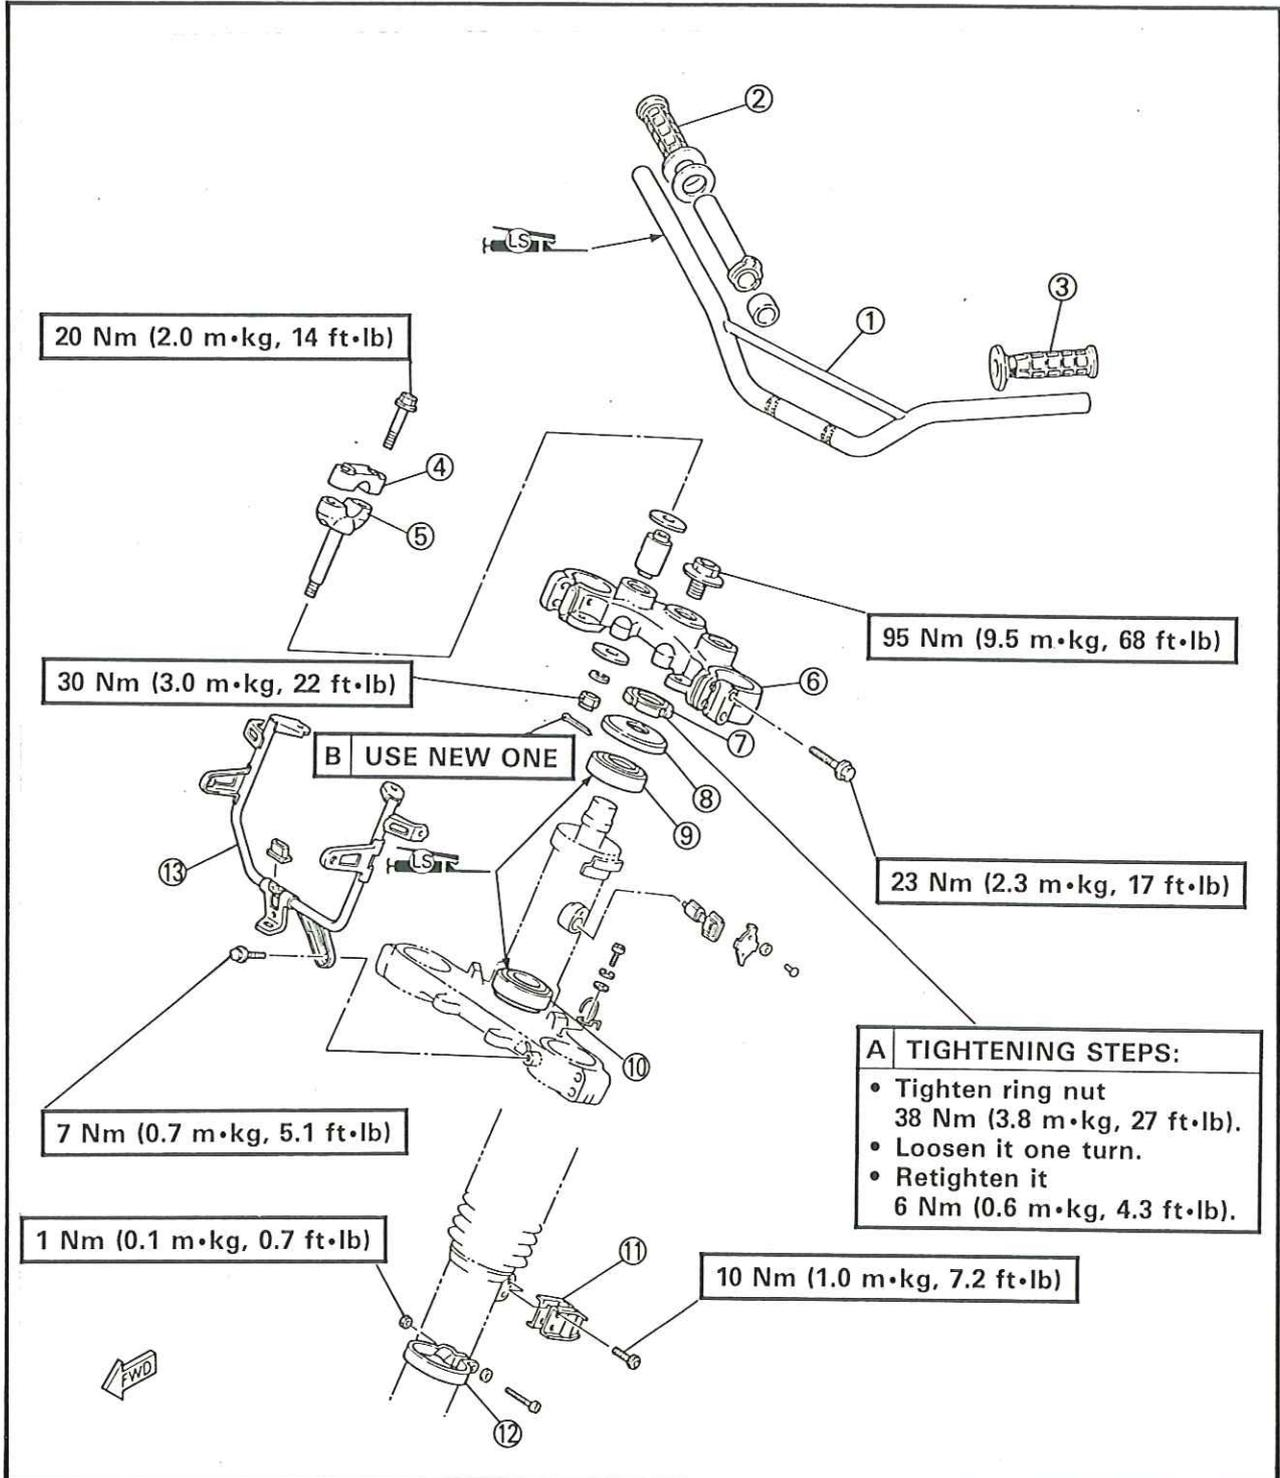 ②
LS
③
①
20 Nm (2.0 m•kg, 14 ft•lb)
④
⑤
95 Nm (9.5 m•kg, 68 ft•lb)
30 Nm (3.0 m•kg, 22 ft•lb)
⑥
⑦
B USE NEW ONE
⑧
⑨
⑬
LS
23 Nm (2.3 m•kg, 17 ft•lb)
⑩
A TIGHTENING STEPS:
• Tighten ring nut
38 Nm (3.8 m•kg, 27 ft•lb).
• Loosen it one turn.
• Retighten it
6 Nm (0.6 m•kg, 4.3 ft•lb).
7 Nm (0.7 m•kg, 5.1 ft•lb)
1 Nm (0.1 m•kg, 0.7 ft•lb)
⑪
10 Nm (1.0 m•kg, 7.2 ft•lb)
FWD
⑫